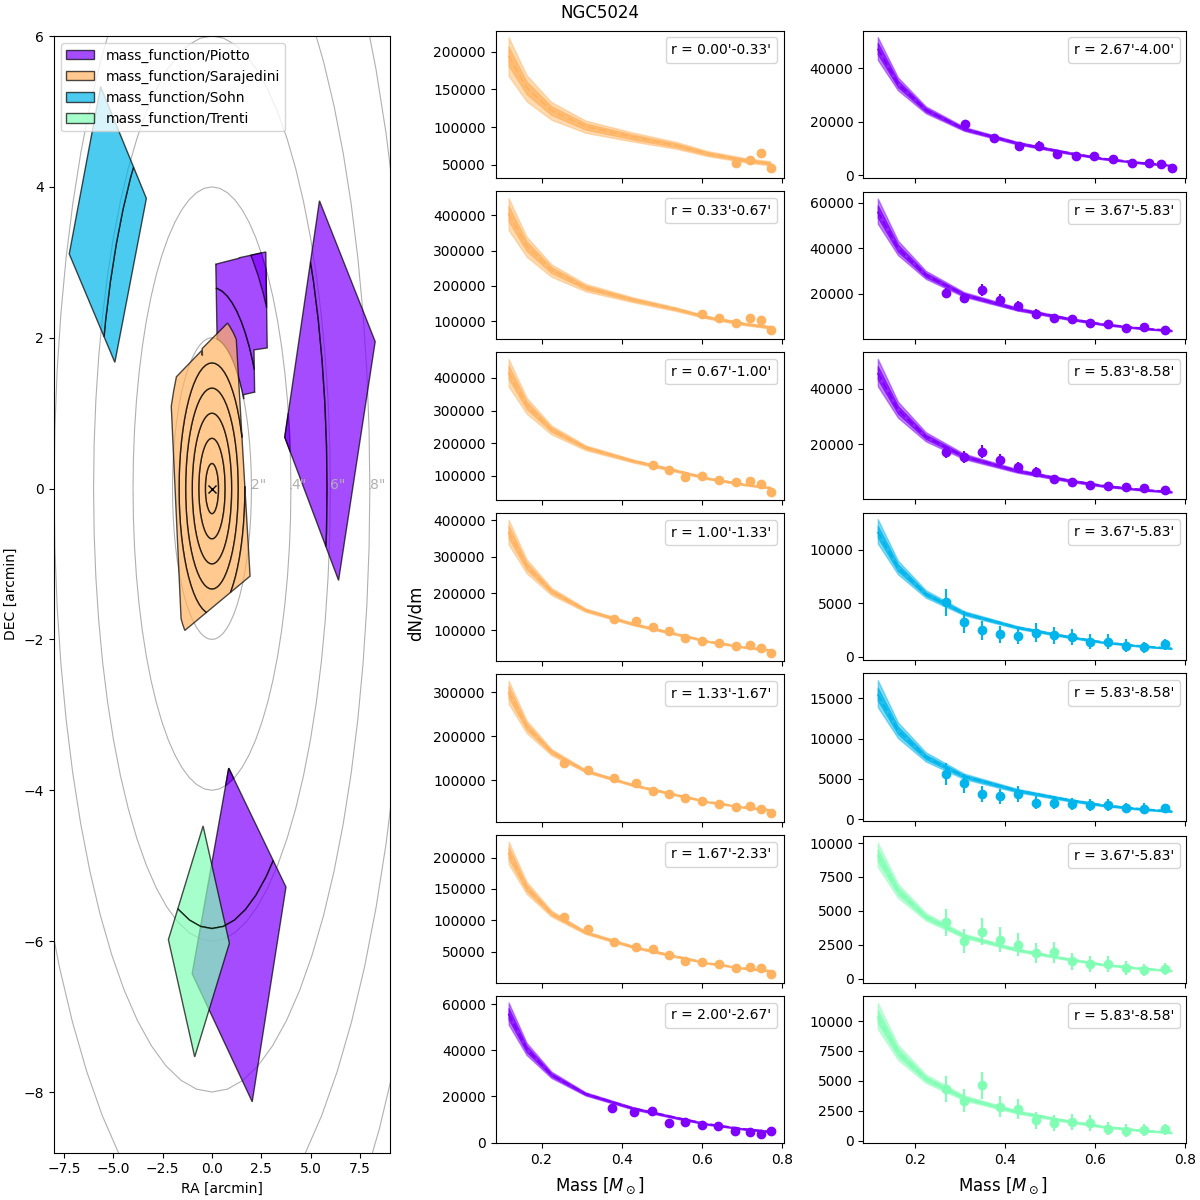 NGC5024
mass_function/Piotto
mass_function/Sarajedini
mass_function/Sohn
mass_function/Trenti
6
4
2
0
−2
−4
−6
−8
DEC [arcmin]
2"
4"
6"
8"
−7.5 −5.0 −2.5 0.0 2.5 5.0 7.5
RA [arcmin]
dN/dm
r = 0.00'-0.33'
200000
150000
100000
50000
r = 0.33'-0.67'
400000
300000
200000
100000
r = 0.67'-1.00'
400000
300000
200000
100000
r = 1.00'-1.33'
400000
300000
200000
100000
r = 1.33'-1.67'
300000
200000
100000
r = 1.67'-2.33'
200000
150000
100000
50000
r = 2.00'-2.67'
60000
40000
20000
0
0.2 0.4 0.6 0.8
Mass [M⊙]
r = 2.67'-4.00'
40000
20000
0
r = 3.67'-5.83'
60000
40000
20000
r = 5.83'-8.58'
40000
20000
r = 3.67'-5.83'
10000
5000
0
r = 5.83'-8.58'
15000
10000
5000
0
r = 3.67'-5.83'
10000
7500
5000
2500
0
r = 5.83'-8.58'
10000
7500
5000
2500
0
0.2 0.4 0.6 0.8
Mass [M⊙]